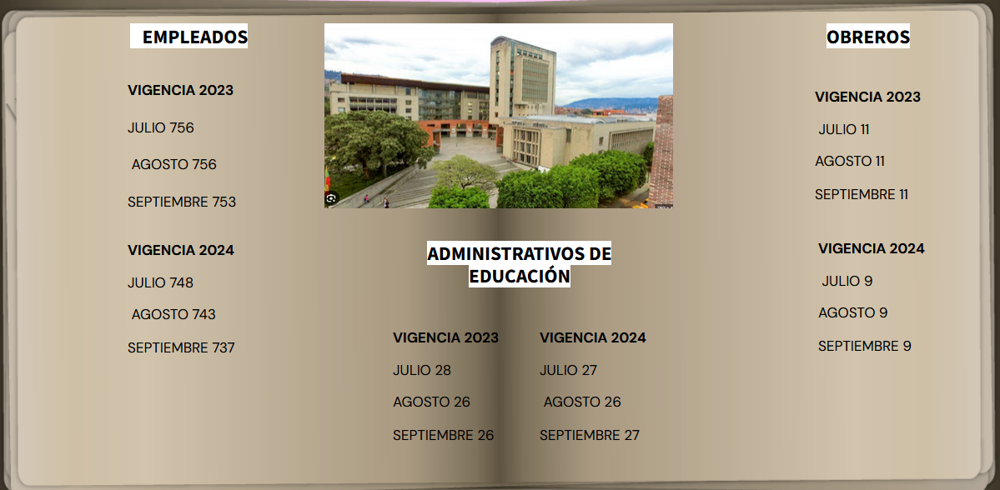 EMPLEADOS
VIGENCIA 2023
JULIO 756
AGOSTO 756
SEPTIEMBRE 753
VIGENCIA 2024
JULIO 748
AGOSTO 743
SEPTIEMBRE 737
ADMINISTRATIVOS DE
EDUCACIÓN
VIGENCIA 2023
JULIO 28
AGOSTO 26
SEPTIEMBRE 26
VIGENCIA 2024
JULIO 27
AGOSTO 26
SEPTIEMBRE 27
OBREROS
VIGENCIA 2023
JULIO 11
AGOSTO 11
SEPTIEMBRE 11
VIGENCIA 2024
JULIO 9
AGOSTO 9
SEPTIEMBRE 9